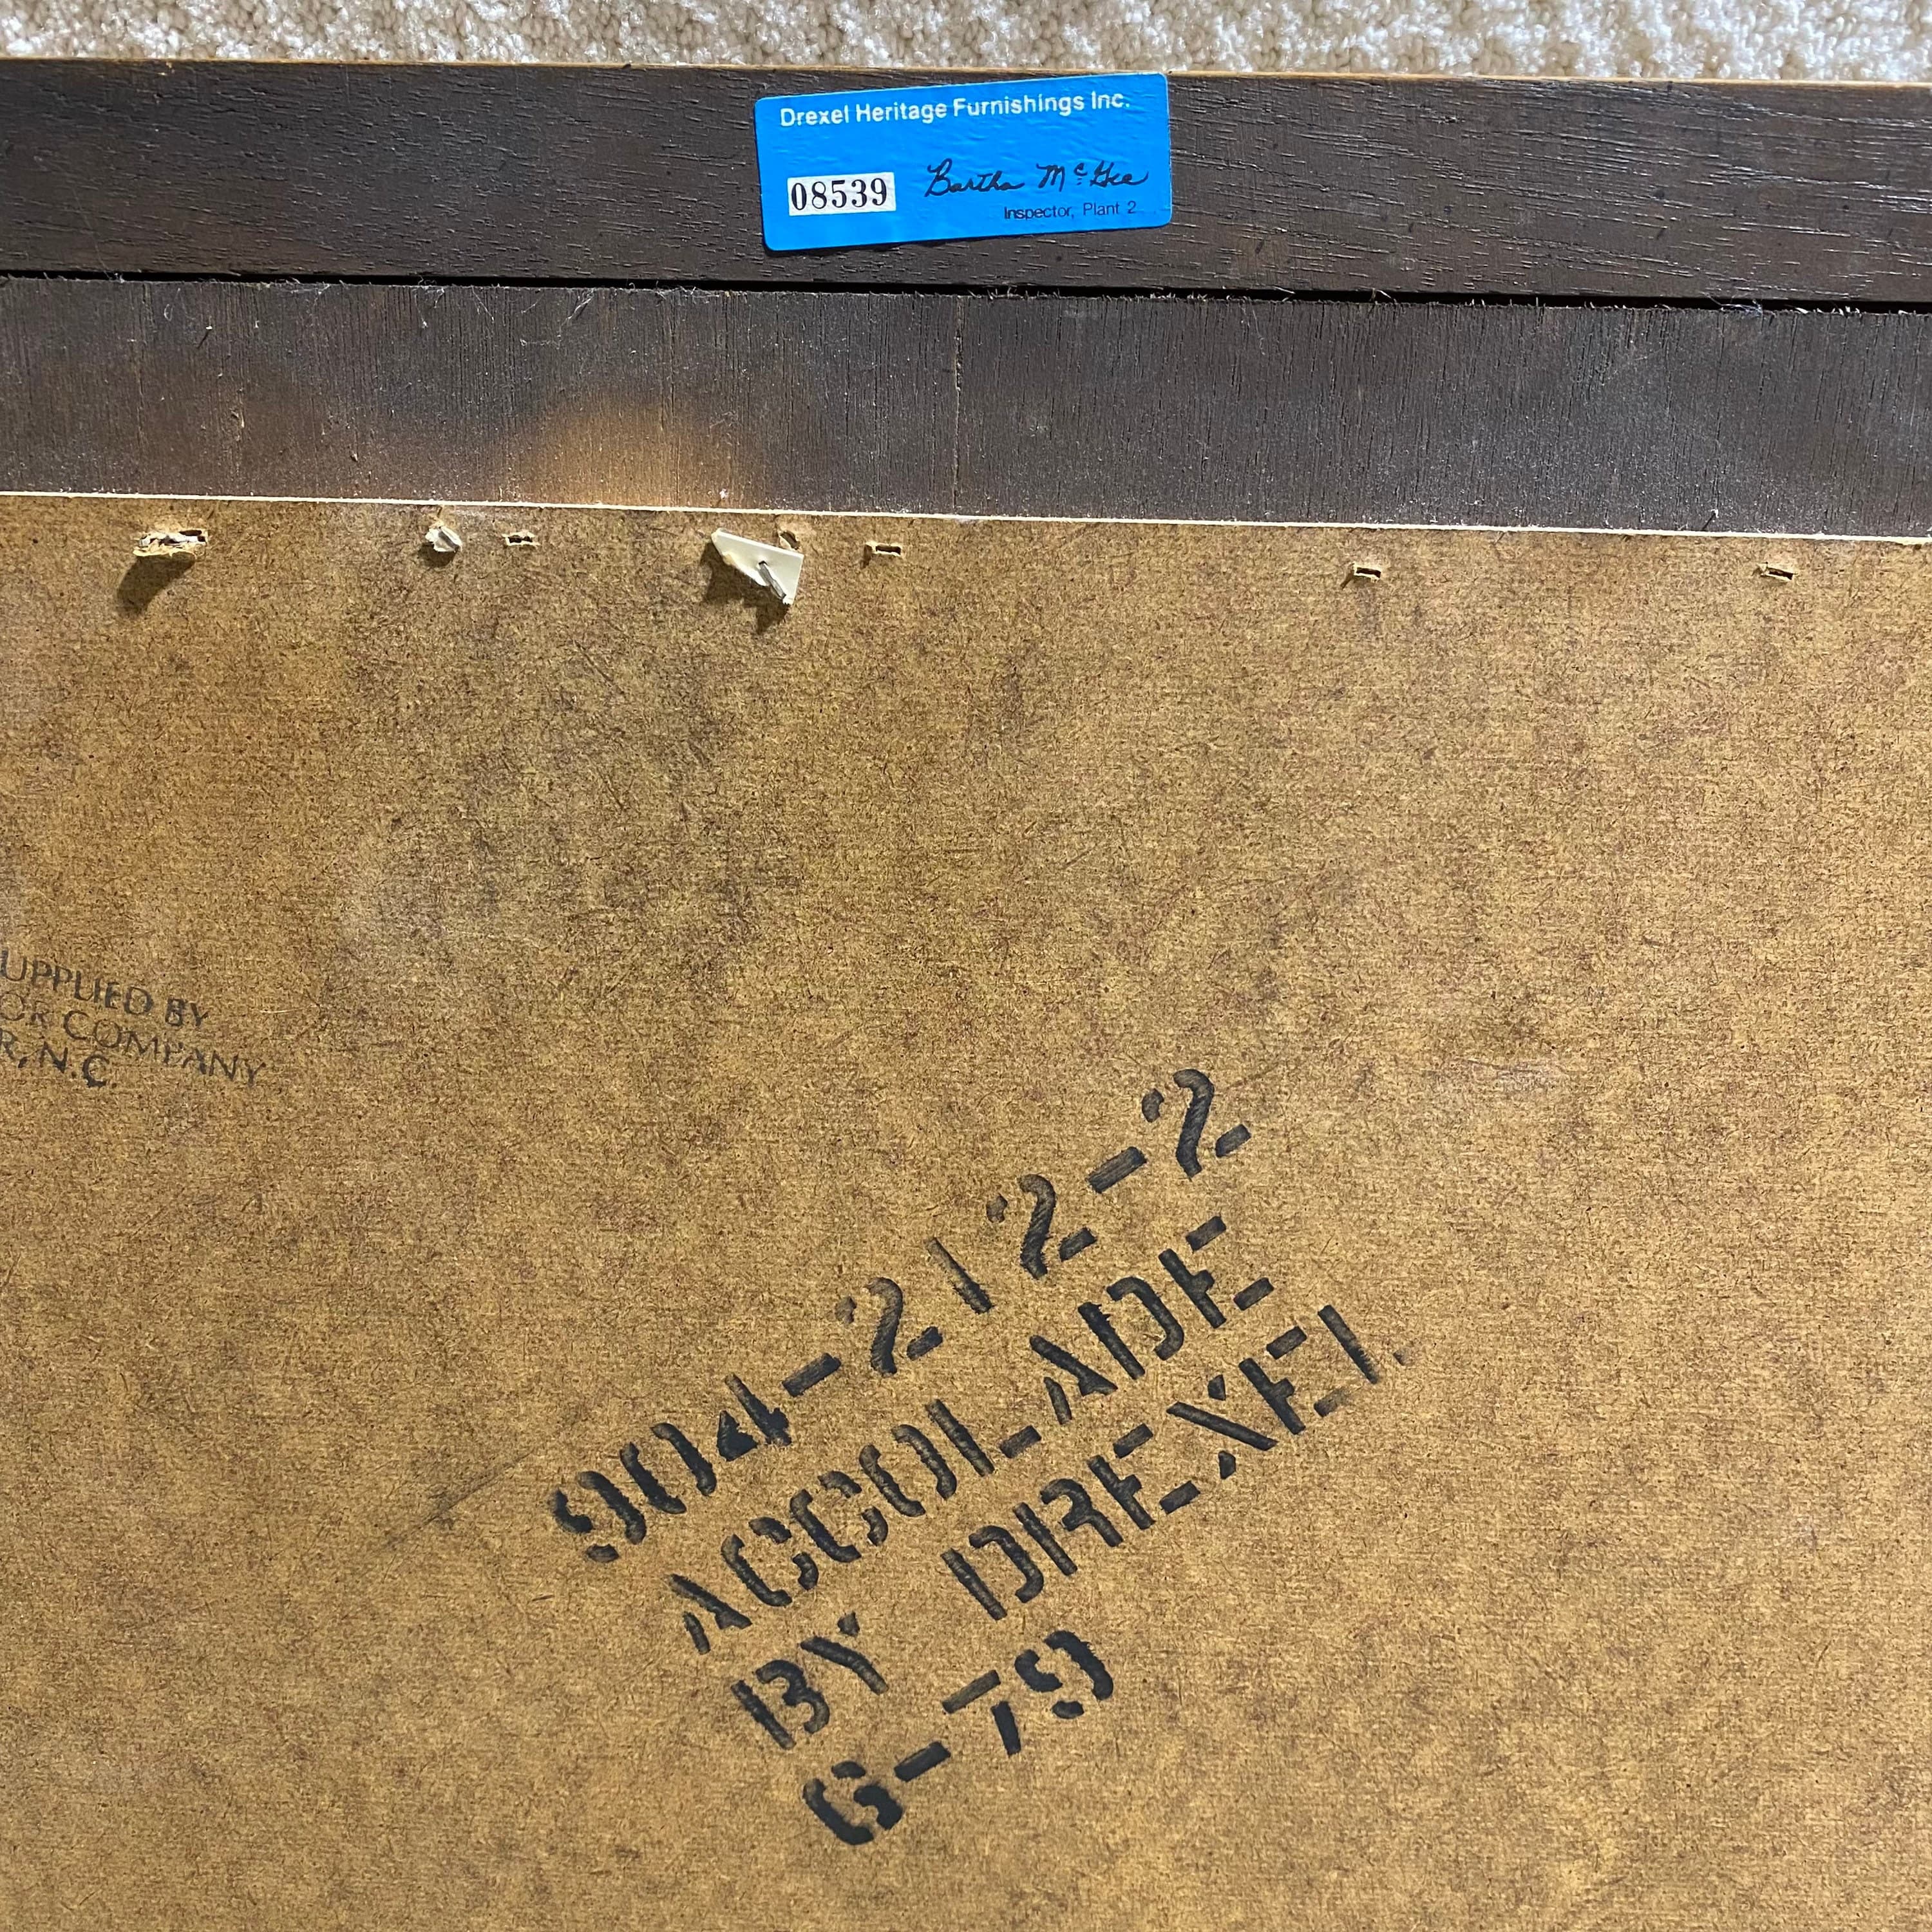 Drexel Heritage Furnishings Inc.
08539 Bartha McGee
Inspector, Plant 2
UPPLIED BY
OR COMPANY
R, N.C.
904-212-2
ACCOLADE
BY DREXEL
6-79